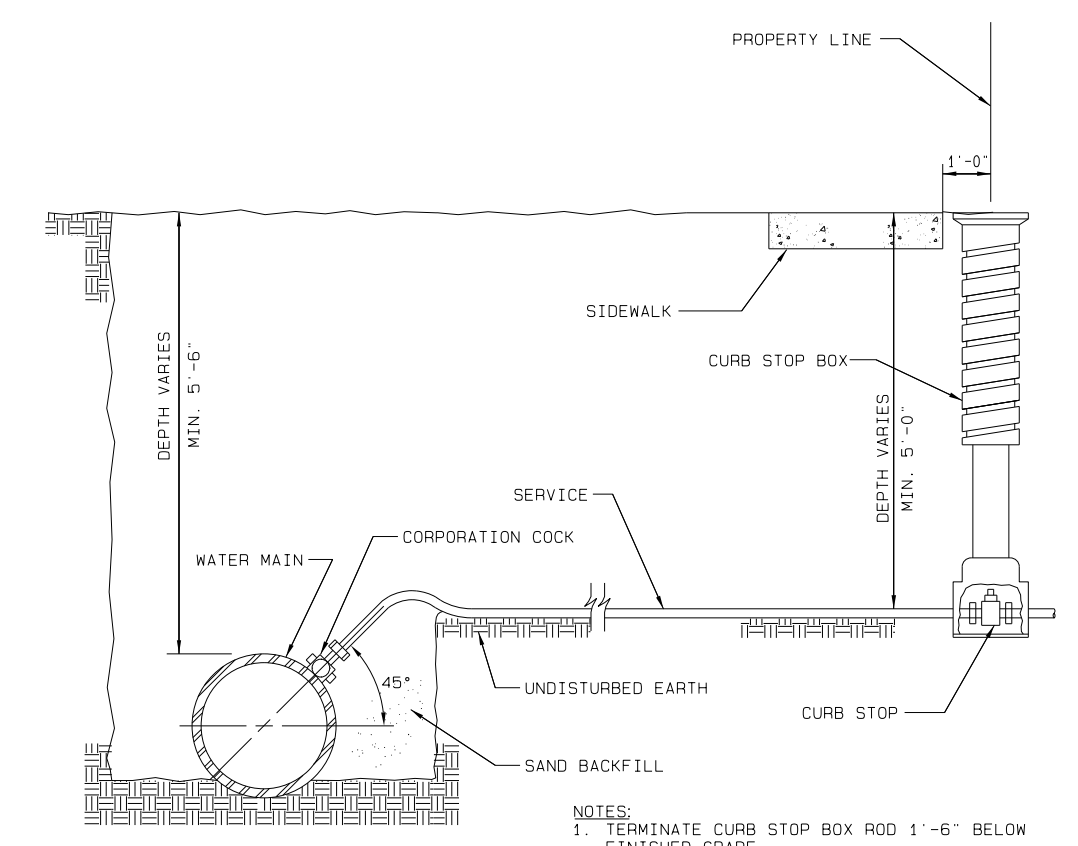 PROPERTY LINE
1'-0"
SIDEWALK
CURB STOP BOX
DEPTH VARIES
MIN. 5'-6"
DEPTH VARIES
MIN. 5'-0"
SERVICE
CORPORATION COCK
WATER MAIN
45°
UNDISTURBED EARTH
CURB STOP
SAND BACKFILL
NOTES:
1. TERMINATE CURB STOP BOX ROD 1'-6" BELOW
FINISHED GRADE